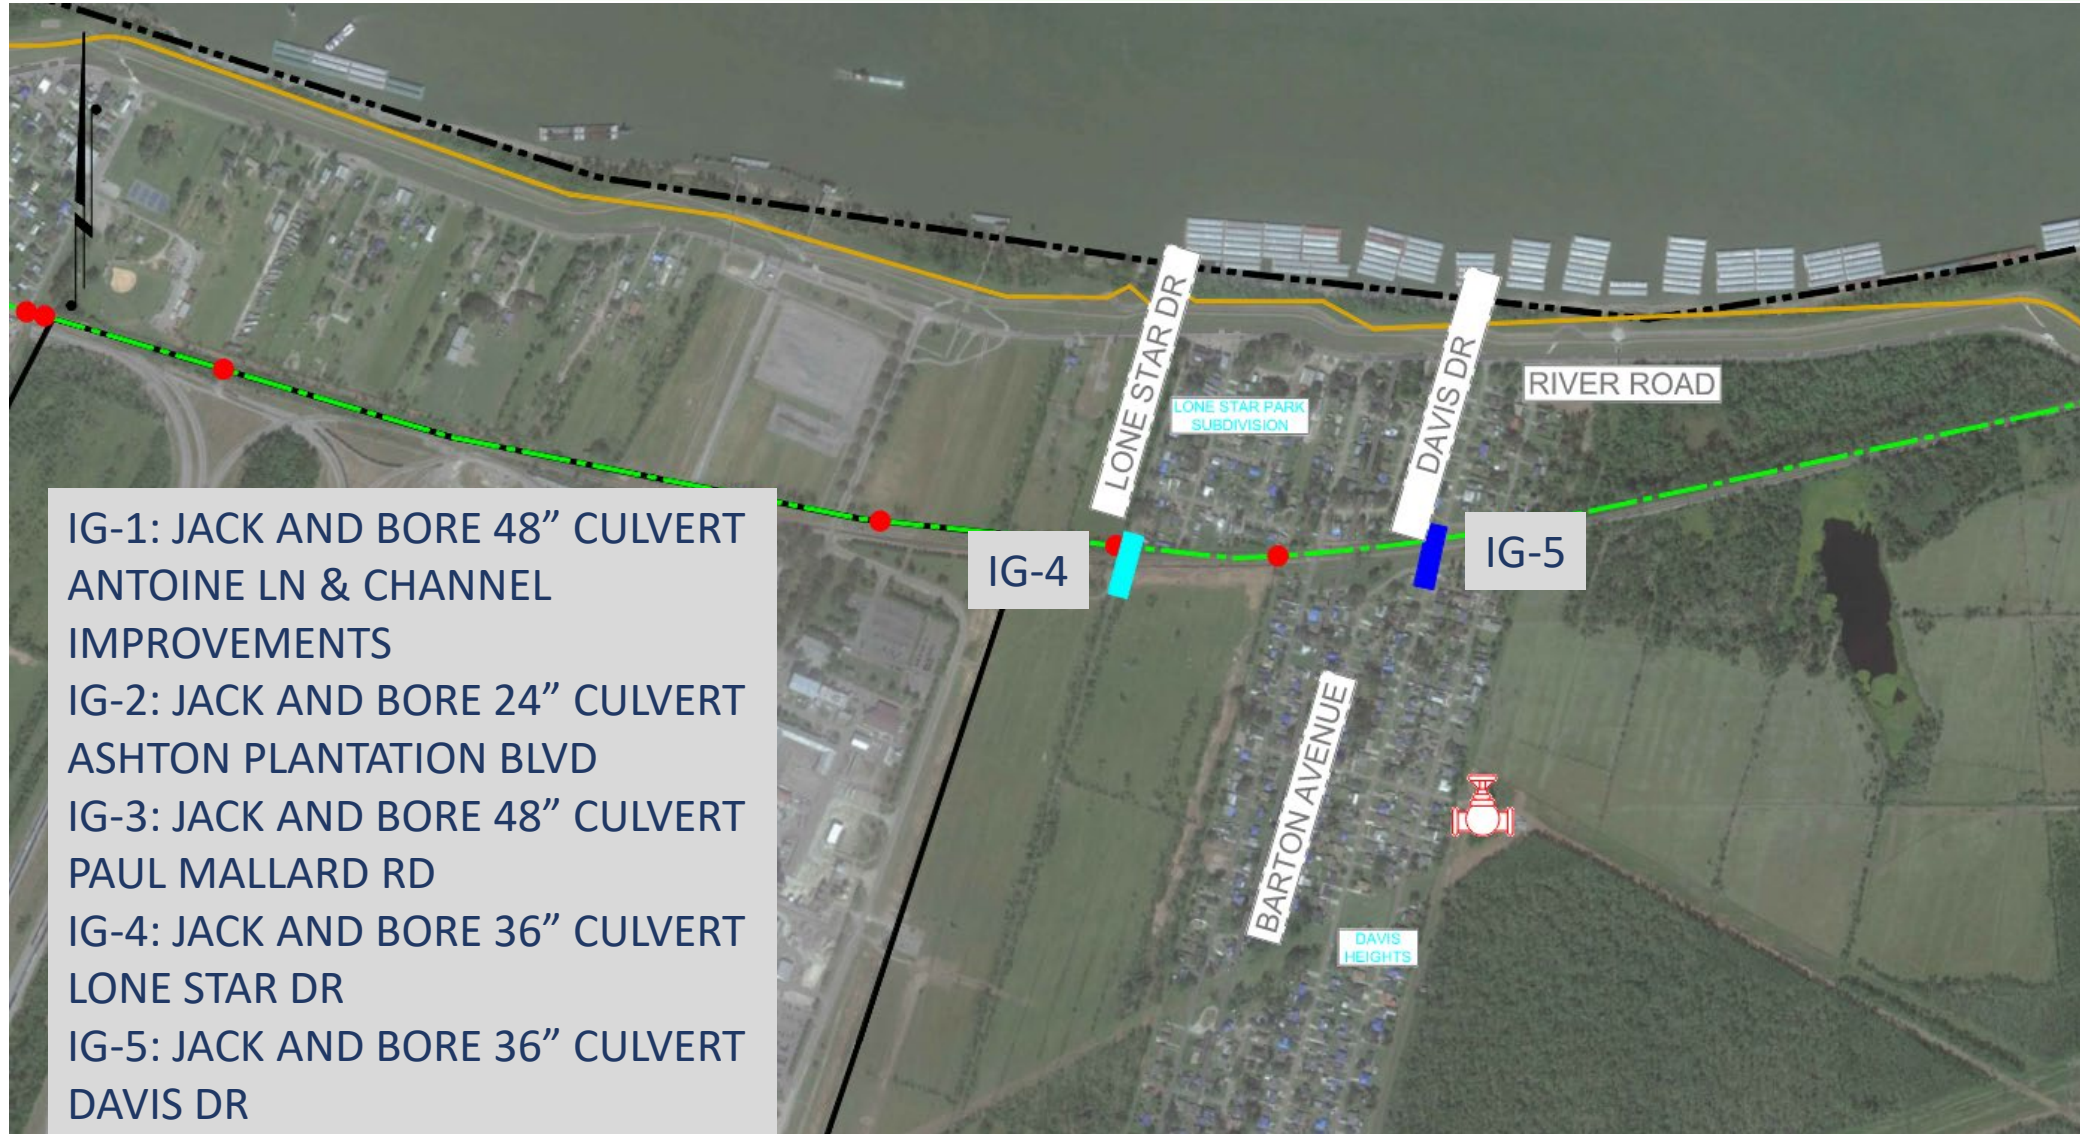 LONE STAR DR
DAVIS DR
RIVER ROAD
LONE STAR PARK
SUBDIVISION
IG-4
IG-5
BARTON AVENUE
DAVIS
HEIGHTS
IG-1: JACK AND BORE 48” CULVERT
ANTOINE LN & CHANNEL
IMPROVEMENTS
IG-2: JACK AND BORE 24” CULVERT
ASHTON PLANTATION BLVD
IG-3: JACK AND BORE 48” CULVERT
PAUL MALLARD RD
IG-4: JACK AND BORE 36” CULVERT
LONE STAR DR
IG-5: JACK AND BORE 36” CULVERT
DAVIS DR